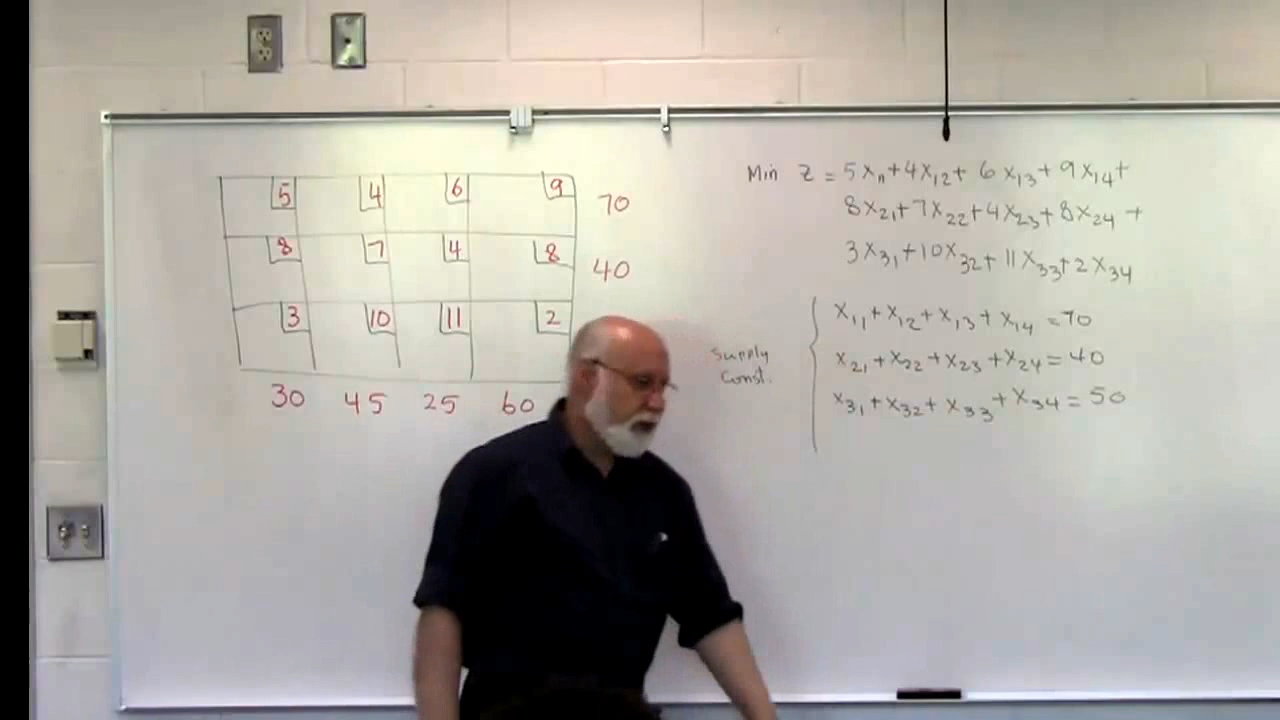 5 4 6 9 70
8 7 4 8 40
3 10 11 2
30 45 25 60
Min Z = 5x₁₁+4x₁₂+ 6x₁₃+9x₁₄+
8x₂₁+7x₂₂+4x₂₃+8x₂₄ +
3x₃₁+10x₃₂+11x₃₃+2x₃₄
x₁₁+x₁₂+x₁₃+x₁₄=70
Supply
x₂₁+x₂₂+x₂₃+x₂₄=40
Const.
x₃₁+x₃₂+x₃₃+x₃₄=50